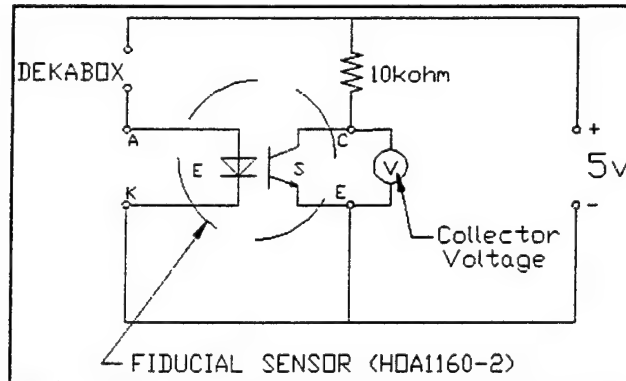 DEKABOX
10kohm
A
C
+
E
S
V
5v
K
E
-
Collector
Voltage
FIDUCIAL SENSOR (HOA1160-2)